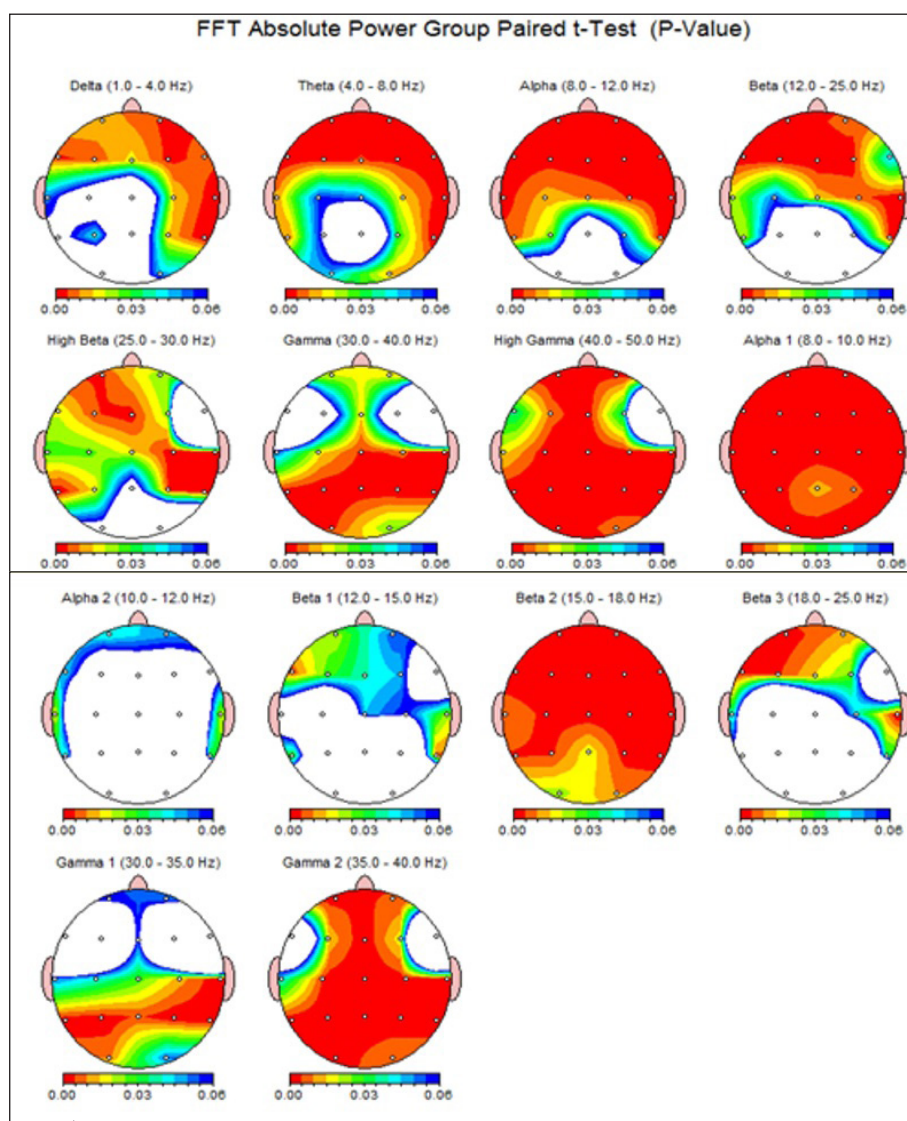 FFT Absolute Power Group Paired t-Test (P-Value)
Delta (1.0 - 4.0 Hz) Theta (4.0 - 8.0 Hz) Alpha (8.0 - 12.0 Hz) Beta (12.0 - 25.0 Hz)
0.00 0.03 0.06 0.00 0.03 0.06 0.00 0.03 0.06 0.00 0.03 0.06
High Beta (25.0 - 30.0 Hz) Gamma (30.0 - 40.0 Hz) High Gamma (40.0 - 50.0 Hz) Alpha 1 (8.0 - 10.0 Hz)
0.00 0.03 0.06 0.00 0.03 0.06 0.00 0.03 0.06 0.00 0.03 0.06
Alpha 2 (10.0 - 12.0 Hz) Beta 1 (12.0 - 15.0 Hz) Beta 2 (15.0 - 18.0 Hz) Beta 3 (18.0 - 25.0 Hz)
0.00 0.03 0.06 0.00 0.03 0.06 0.00 0.03 0.06 0.00 0.03 0.06
Gamma 1 (30.0 - 35.0 Hz) Gamma 2 (35.0 - 40.0 Hz)
0.00 0.03 0.06 0.00 0.03 0.06